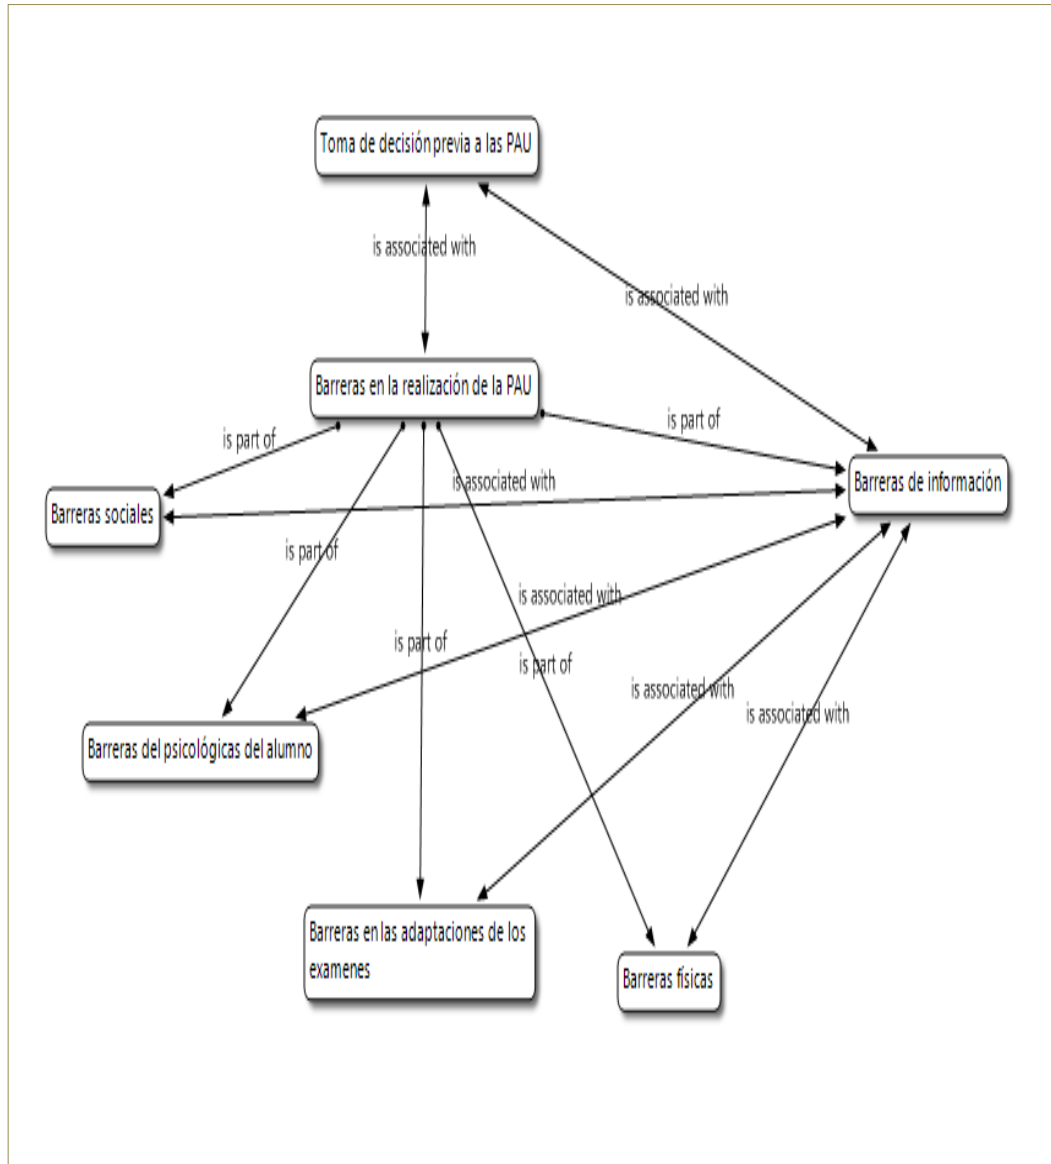 Toma de decisión previa a las PAU
is associated with
is associated with
Barreras en la realización de la PAU
is part of
is part of
is associated with
Barreras de información
Barreras sociales
is part of
is associated with
is part of
is part of
is associated with
is associated with
Barreras del psicológicas del alumno
Barreras en las adaptaciones de los
examenes
Barreras físicas